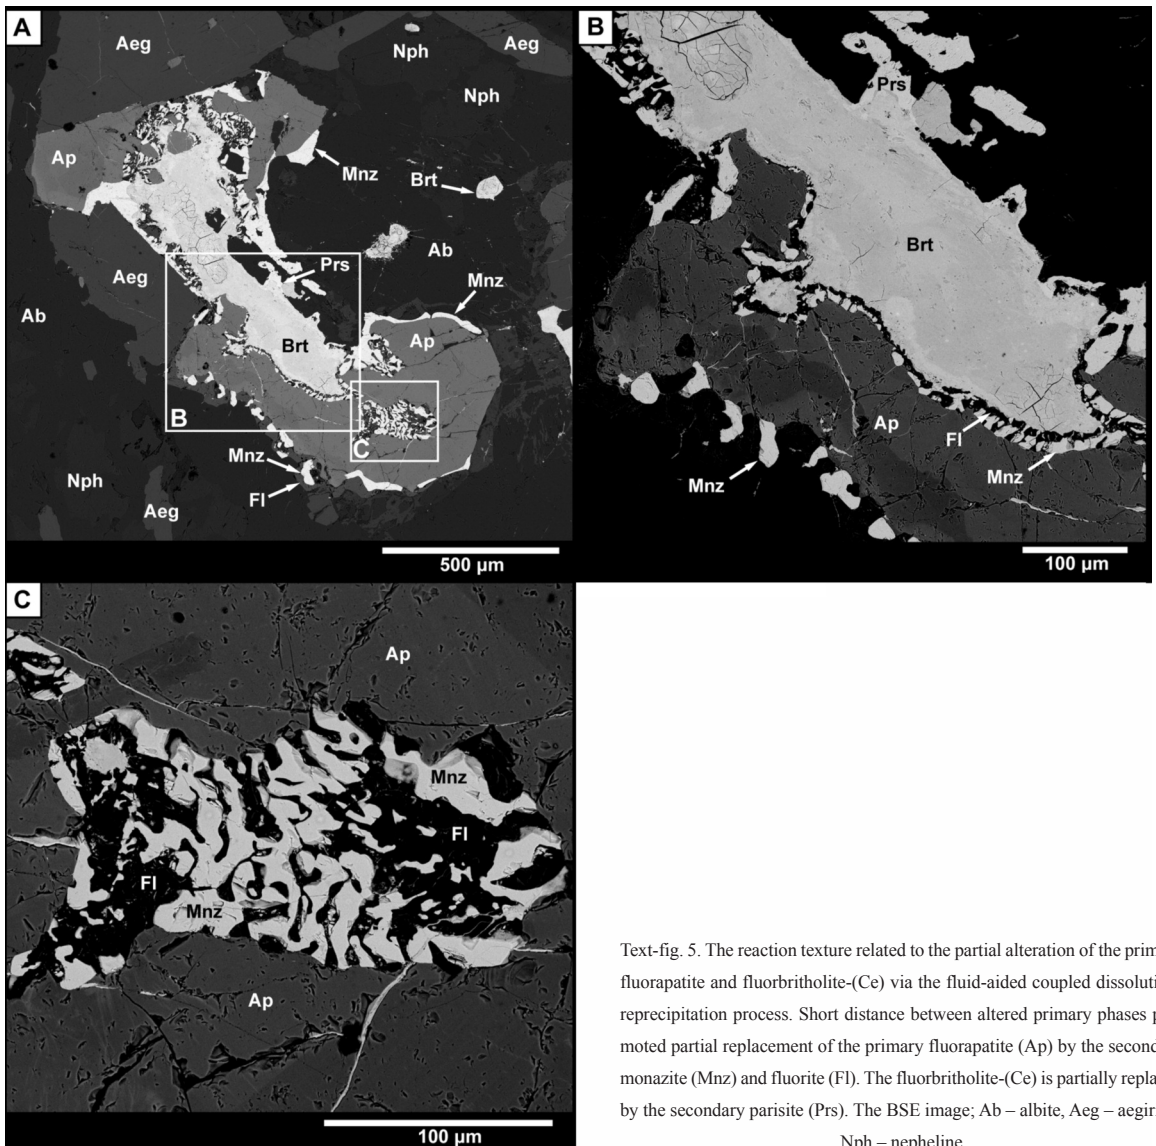 A
Aeg
Nph
Aeg
Nph
Ap
Mnz
Brt
Prs
Ab
Aeg
Mnz
Ab
Ap
Brt
B
C
Mnz
Nph
Fl
Aeg
500 µm
B
Prs
Brt
Ap
Fl
Mnz
Mnz
100 µm
C
Ap
Mnz
Fl
Fl
Mnz
Ap
100 µm
Text-fig. 5. The reaction texture related to the partial alteration of the prim
fluorapatite and fluorbritholite-(Ce) via the fluid-aided coupled dissoluti
reprecipitation process. Short distance between altered primary phases p
moted partial replacement of the primary fluorapatite (Ap) by the second
monazite (Mnz) and fluorite (Fl). The fluorbritholite-(Ce) is partially repla
by the secondary parisite (Prs). The BSE image; Ab – albite, Aeg – aegiri
Nph – nepheline